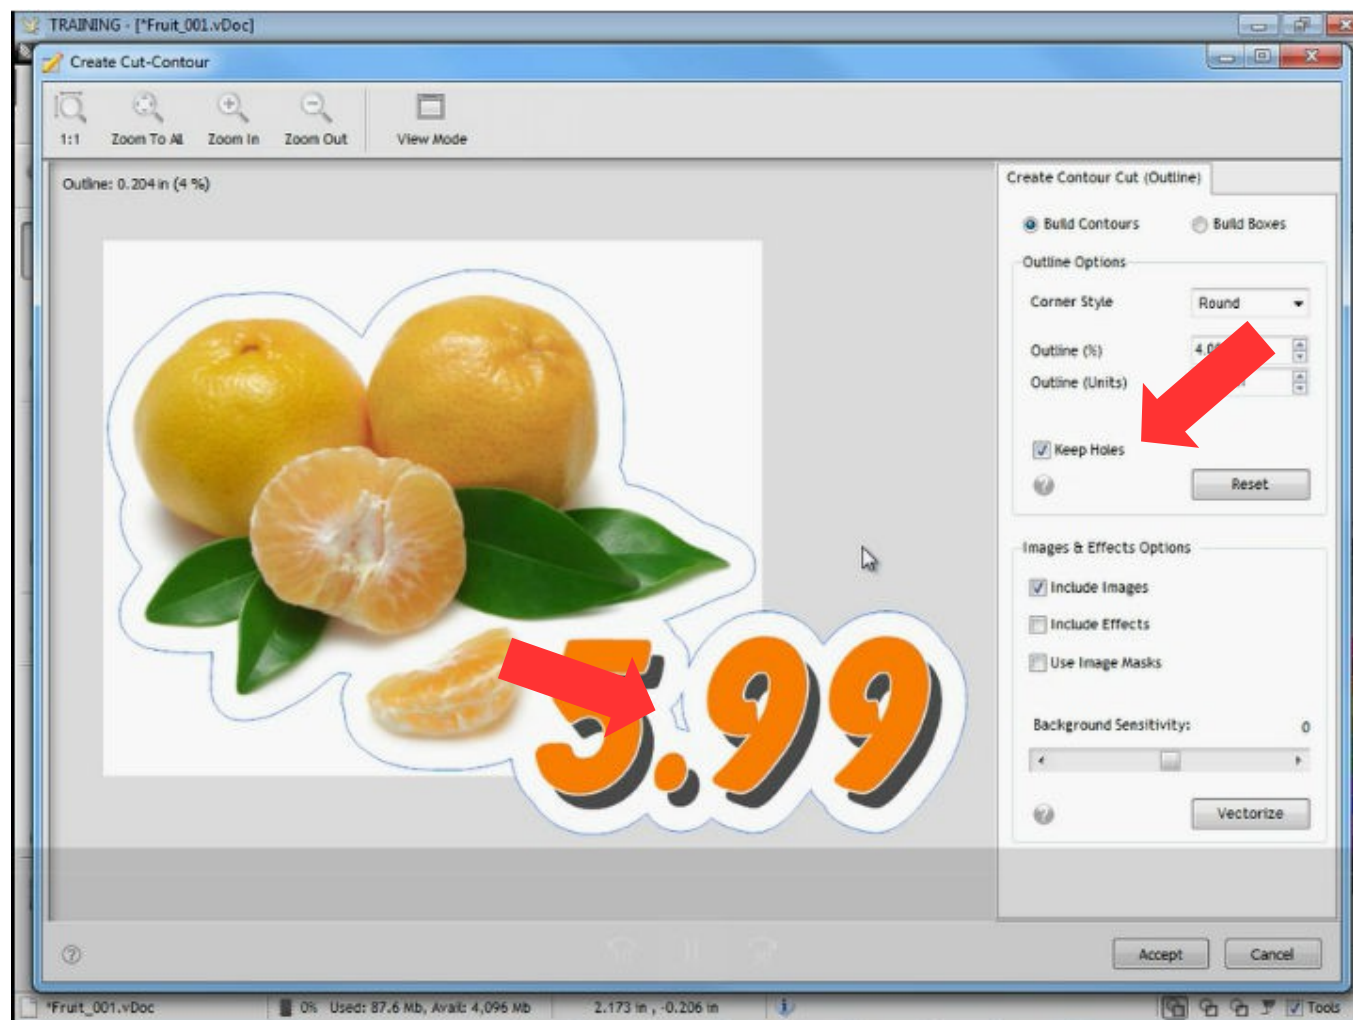 TRAINING - [*Fruit_001.vDoc]
Create Cut-Contour
1:1 Zoom To All Zoom In Zoom Out View Mode
Outline: 0.204 in (4 %)
Create Contour Cut (Outline)
Build Contours Build Boxes
Outline Options
Corner Style Round
Outline (%)
Outline (Units)
Keep Holes
Reset
Images & Effects Options
Include Images
Include Effects
Use Image Masks
Background Sensitivity: 0
Vectorize
5.99
Accept Cancel
*Fruit_001.vDoc 0% Used: 87.6 Mb, Avail: 4,096 Mb 2.173 in , -0.206 in Tools